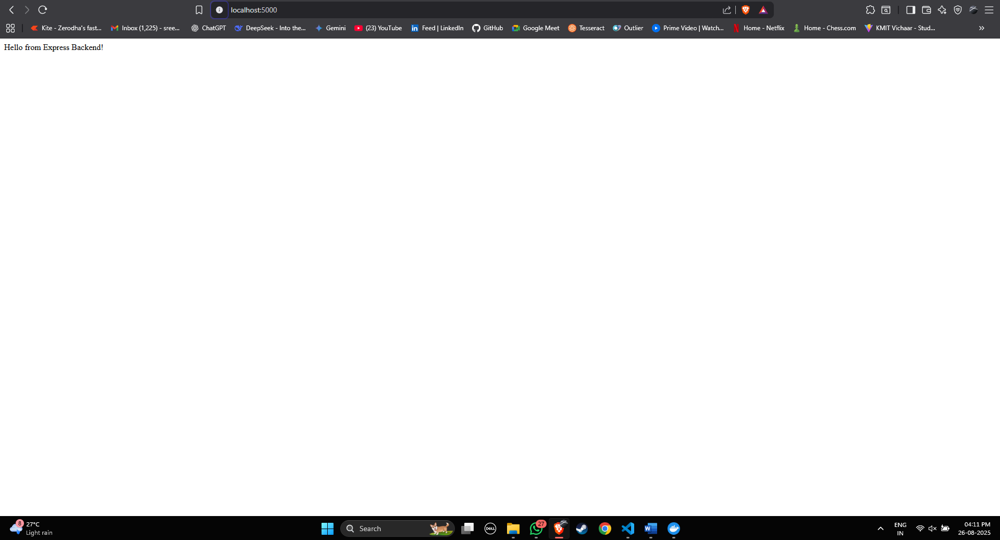 localhost:5000
Kite - Zerodha's fast...
Inbox (1,225) - sree...
ChatGPT
DeepSeek - Into the...
Gemini
(23) YouTube
Feed | LinkedIn
GitHub
Google Meet
Tesseract
Outlier
Prime Video | Watch...
Home - Netflix
Home - Chess.com
KMIT Vichaar - Stud...
Hello from Express Backend!
8
27°C
Light rain
Search
DELL
27
ENG
IN
04:11 PM
26-08-2025